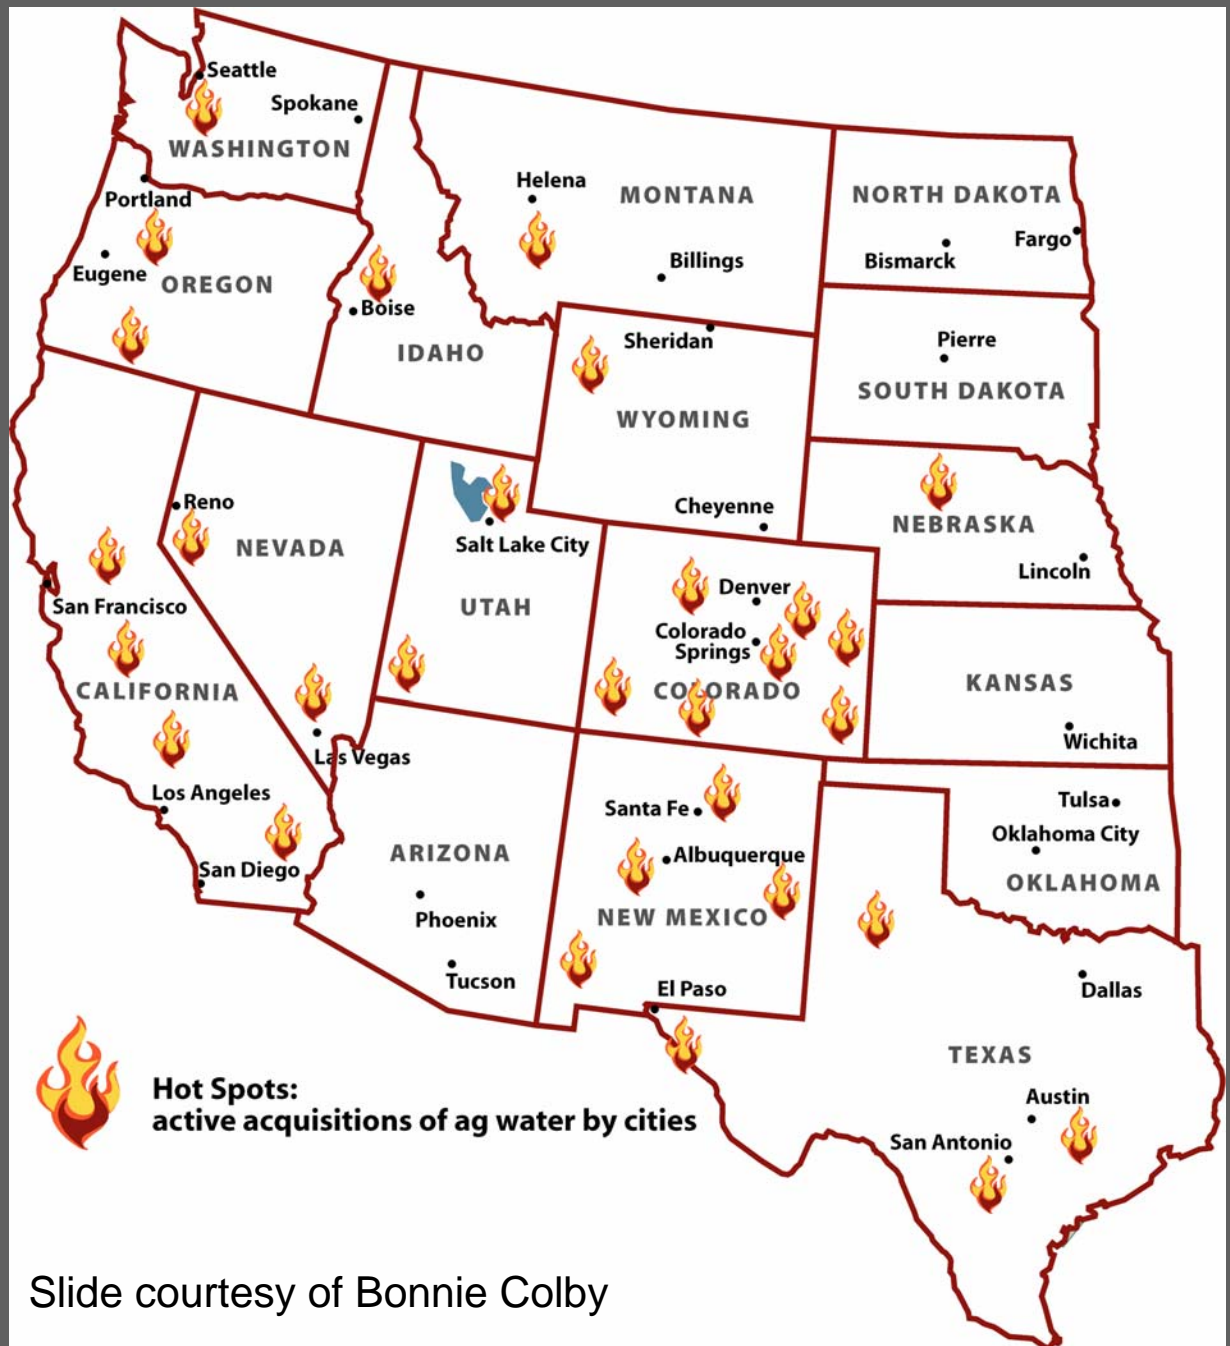 Seattle
Spokane
WASHINGTON
Portland
Eugene
OREGON
Helena
MONTANA
Billings
NORTH DAKOTA
Fargo
Bismarck
Boise
IDAHO
Sheridan
WYOMING
Cheyenne
Pierre
SOUTH DAKOTA
NEBRASKA
Lincoln
Reno
NEVADA
Salt Lake City
UTAH
San Francisco
CALIFORNIA
Las Vegas
Los Angeles
San Diego
Denver
Colorado
Springs
COLORADO
KANSAS
Wichita
ARIZONA
Phoenix
Tucson
Santa Fe
Albuquerque
NEW MEXICO
El Paso
Tulsa
Oklahoma City
OKLAHOMA
Dallas
TEXAS
Austin
San Antonio
Hot Spots:
active acquisitions of ag water by cities
Slide courtesy of Bonnie Colby